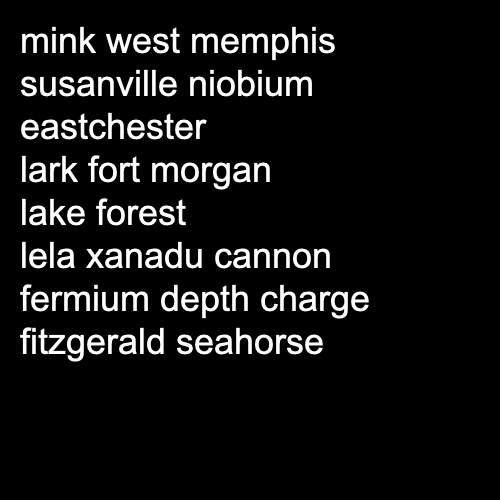 mink west memphis
susanville niobium
eastchester
lark fort morgan
lake forest
lela xanadu cannon
fermium depth charge
fitzgerald seahorse